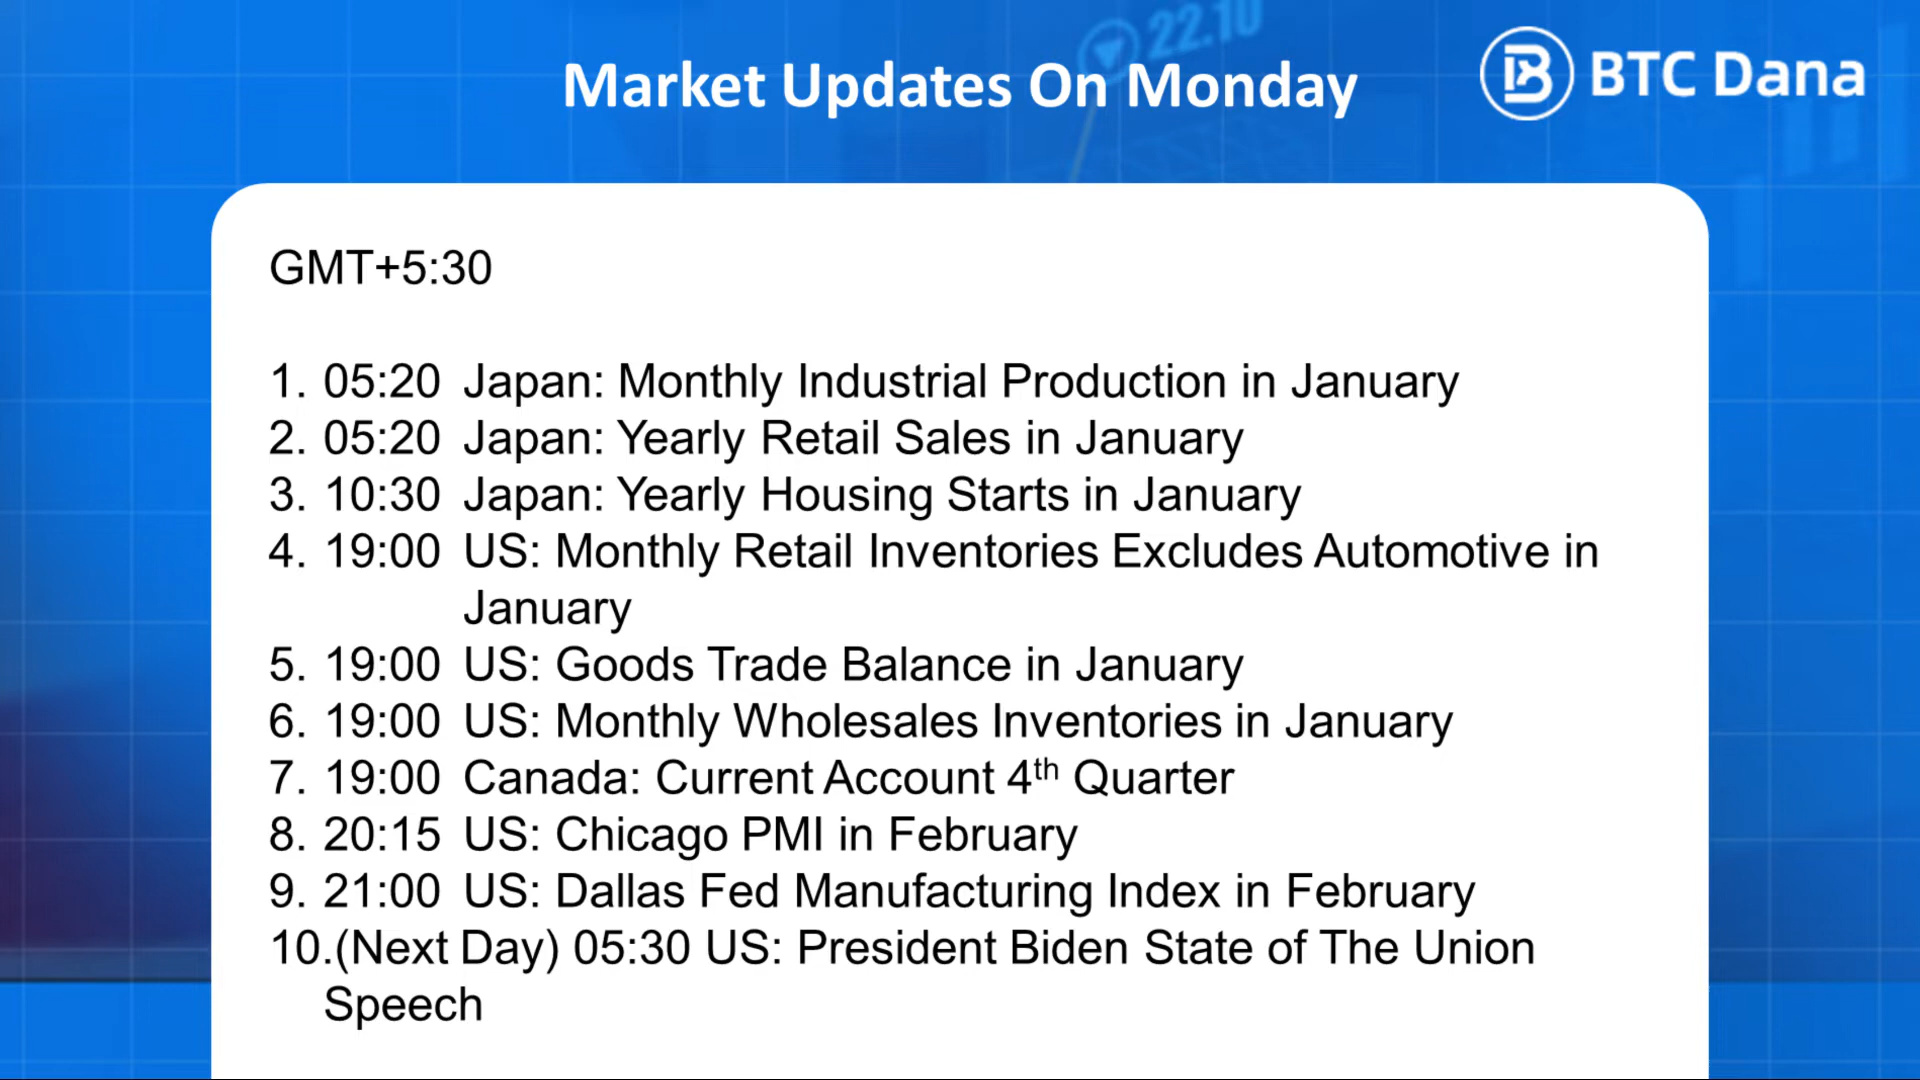 22.10
Market Updates On Monday
BTC Dana
GMT+5:30
1. 05:20 Japan: Monthly Industrial Production in January
2. 05:20 Japan: Yearly Retail Sales in January
3. 10:30 Japan: Yearly Housing Starts in January
4. 19:00 US: Monthly Retail Inventories Excludes Automotive in
January
5. 19:00 US: Goods Trade Balance in January
6. 19:00 US: Monthly Wholesales Inventories in January
7. 19:00 Canada: Current Account 4th Quarter
8. 20:15 US: Chicago PMI in February
9. 21:00 US: Dallas Fed Manufacturing Index in February
10.(Next Day) 05:30 US: President Biden State of The Union
Speech